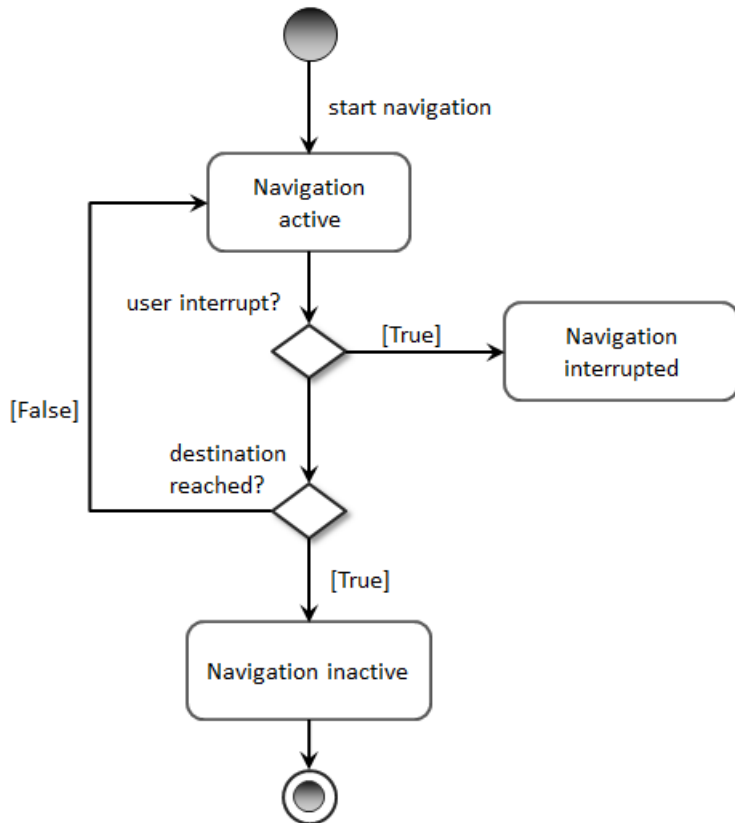 start navigation
Navigation
active
user interrupt?
[True]
Navigation
interrupted
[False]
destination
reached?
[True]
Navigation inactive